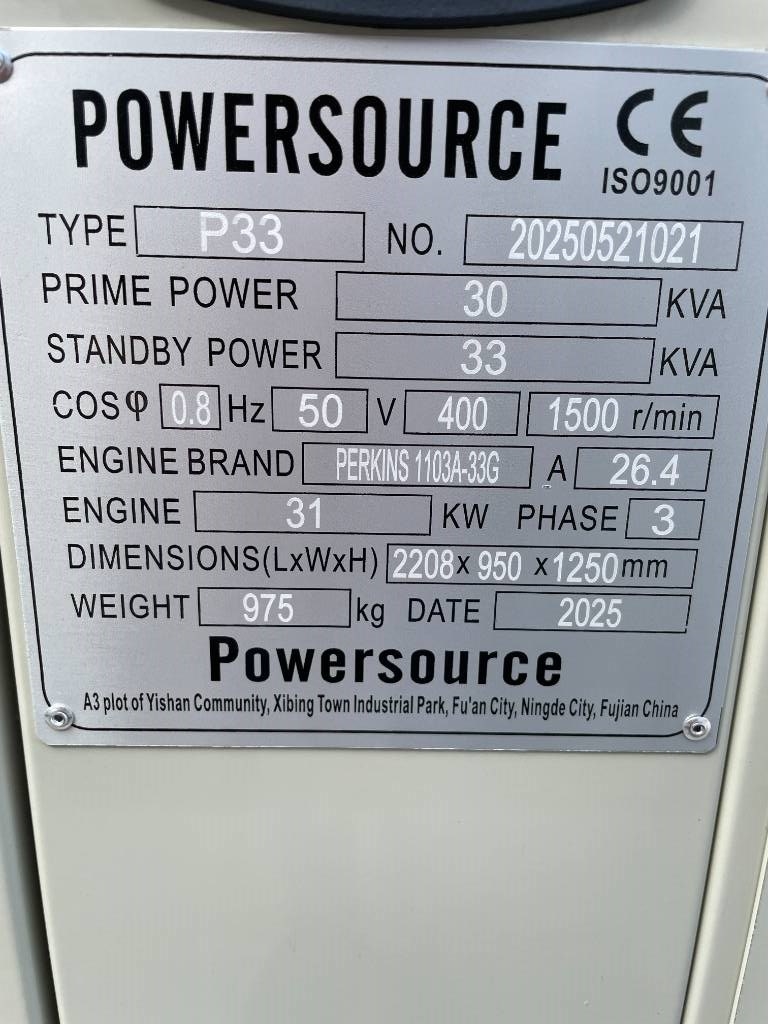 POWERSOURCE CE
ISO9001
TYPE P33 NO. 20250521021
PRIME POWER 30 KVA
STANDBY POWER 33 KVA
COSφ 0.8 Hz 50 V 400 1500 r/min
ENGINE BRAND PERKINS 1103A-33G A 26.4
ENGINE 31 KW PHASE 3
DIMENSIONS(LxWxH) 2208x 950 x1250mm
WEIGHT 975 kg DATE 2025
Powersource
A3 plot of Yishan Community, Xibing Town Industrial Park, Fu'an City, Ningde City, Fujian China